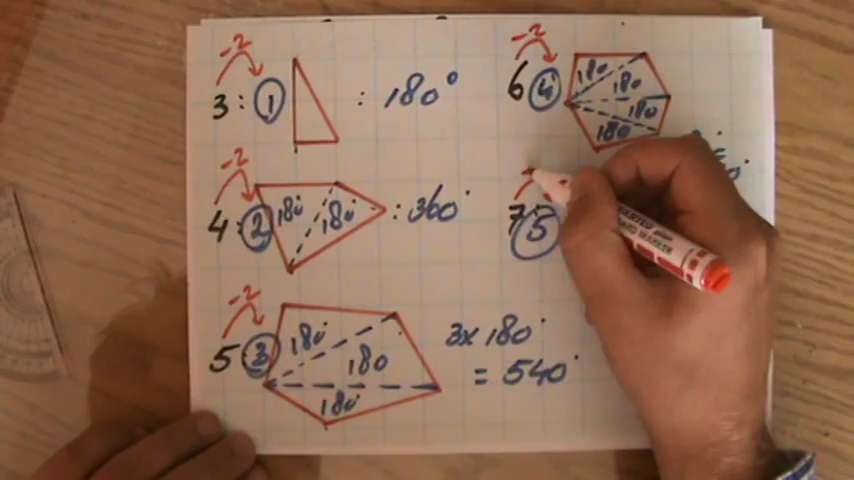 -2
3: 1 : 180°
-2
4: 2 180° 180° : 360°
-2
5 3 180° 180 180°
3x 180°
= 540°
-2
6 4 180 180 180 180
7 5